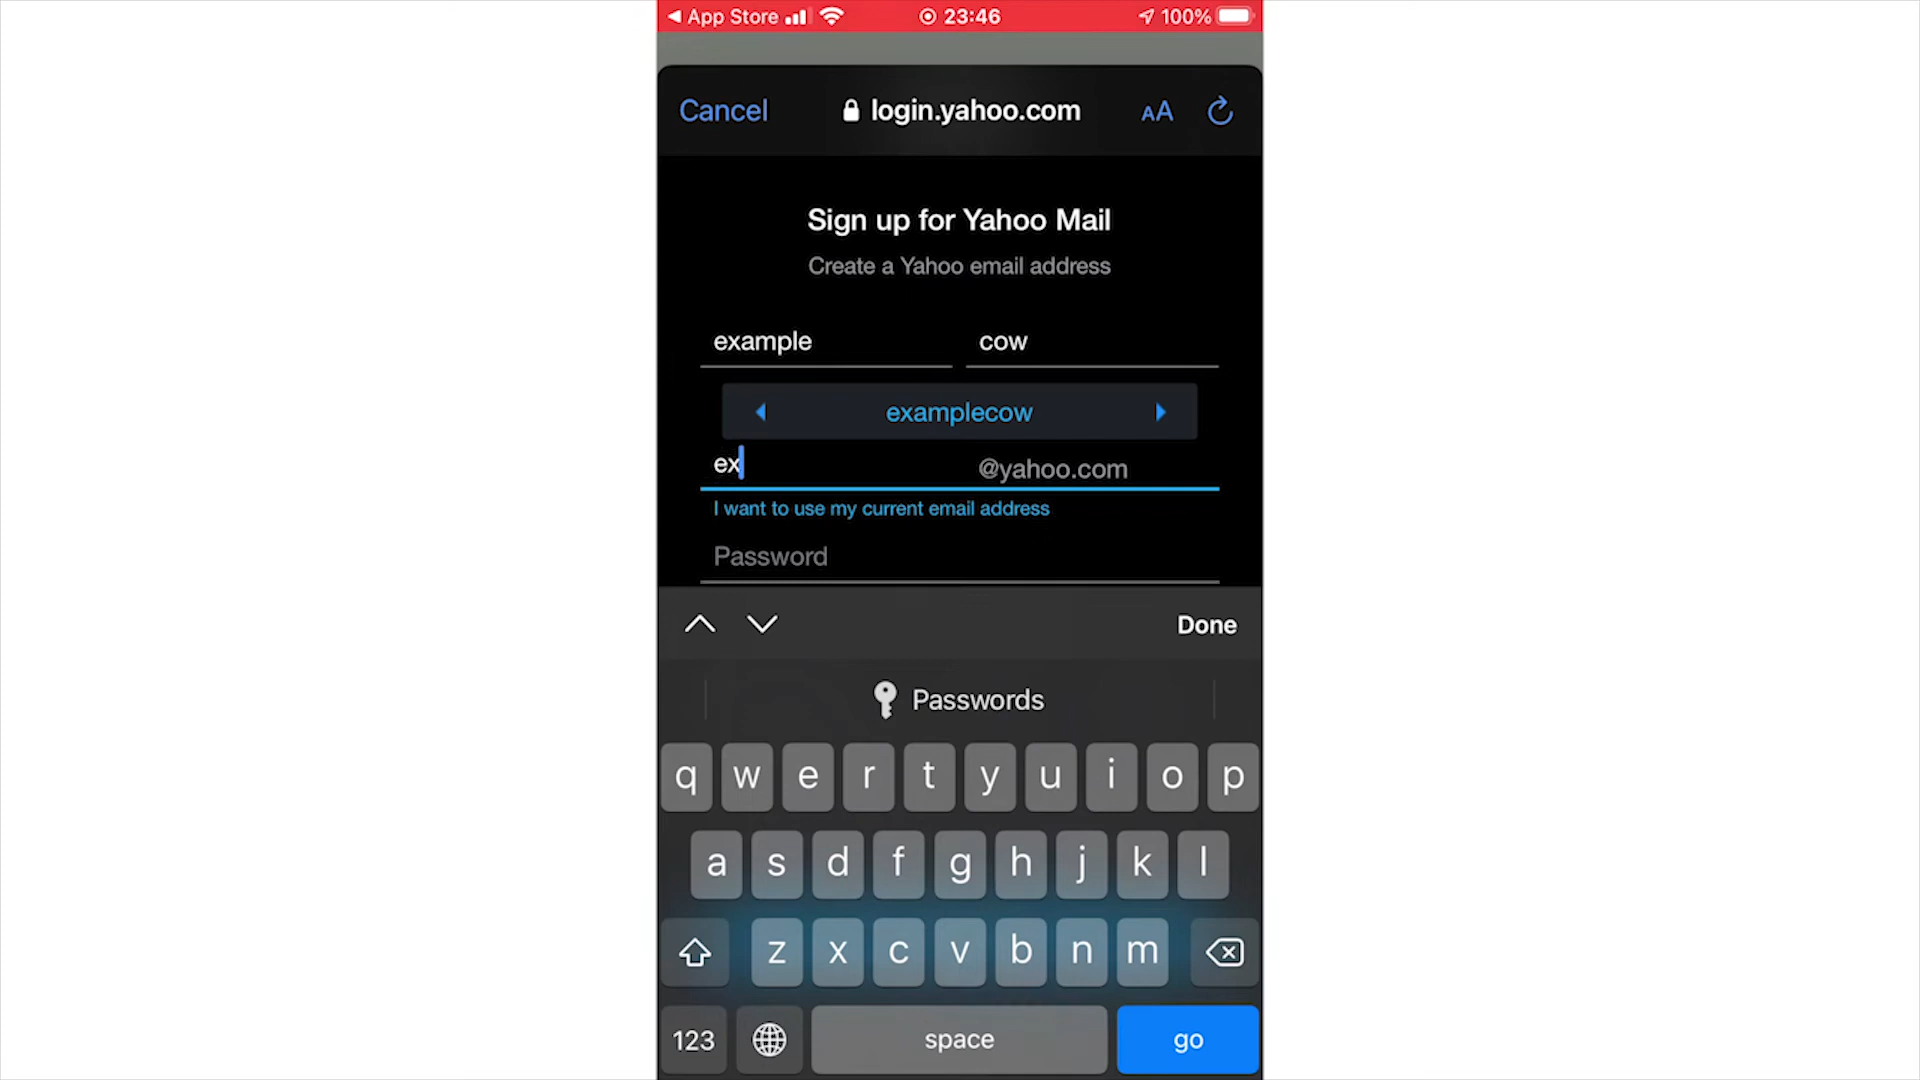 App Store 23:46 100%
Cancel login.yahoo.com AA
Sign up for Yahoo Mail
Create a Yahoo email address
example cow
examplecow
ex @yahoo.com
I want to use my current email address
Password
Done
Passwords
q w e r t y u i o p
a s d f g h j k l
z x c v b n m
123 space go